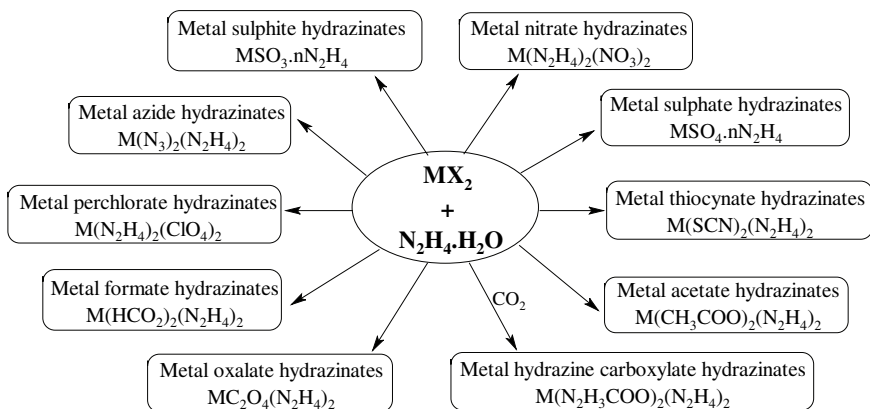 Metal sulphite hydrazinates
MSO₃.nN₂H₄
Metal nitrate hydrazinates
M(N₂H₄)₂(NO₃)₂
Metal azide hydrazinates
M(N₃)₂(N₂H₄)₂
Metal sulphate hydrazinates
MSO₄.nN₂H₄
MX₂
+
N₂H₄.H₂O
Metal perchlorate hydrazinates
M(N₂H₄)₂(ClO₄)₂
Metal thiocynate hydrazinates
M(SCN)₂(N₂H₄)₂
Metal formate hydrazinates
M(HCO₂)₂(N₂H₄)₂
CO₂
Metal acetate hydrazinates
M(CH₃COO)₂(N₂H₄)₂
Metal oxalate hydrazinates
MC₂O₄(N₂H₄)₂
Metal hydrazine carboxylate hydrazinates
M(N₂H₃COO)₂(N₂H₄)₂